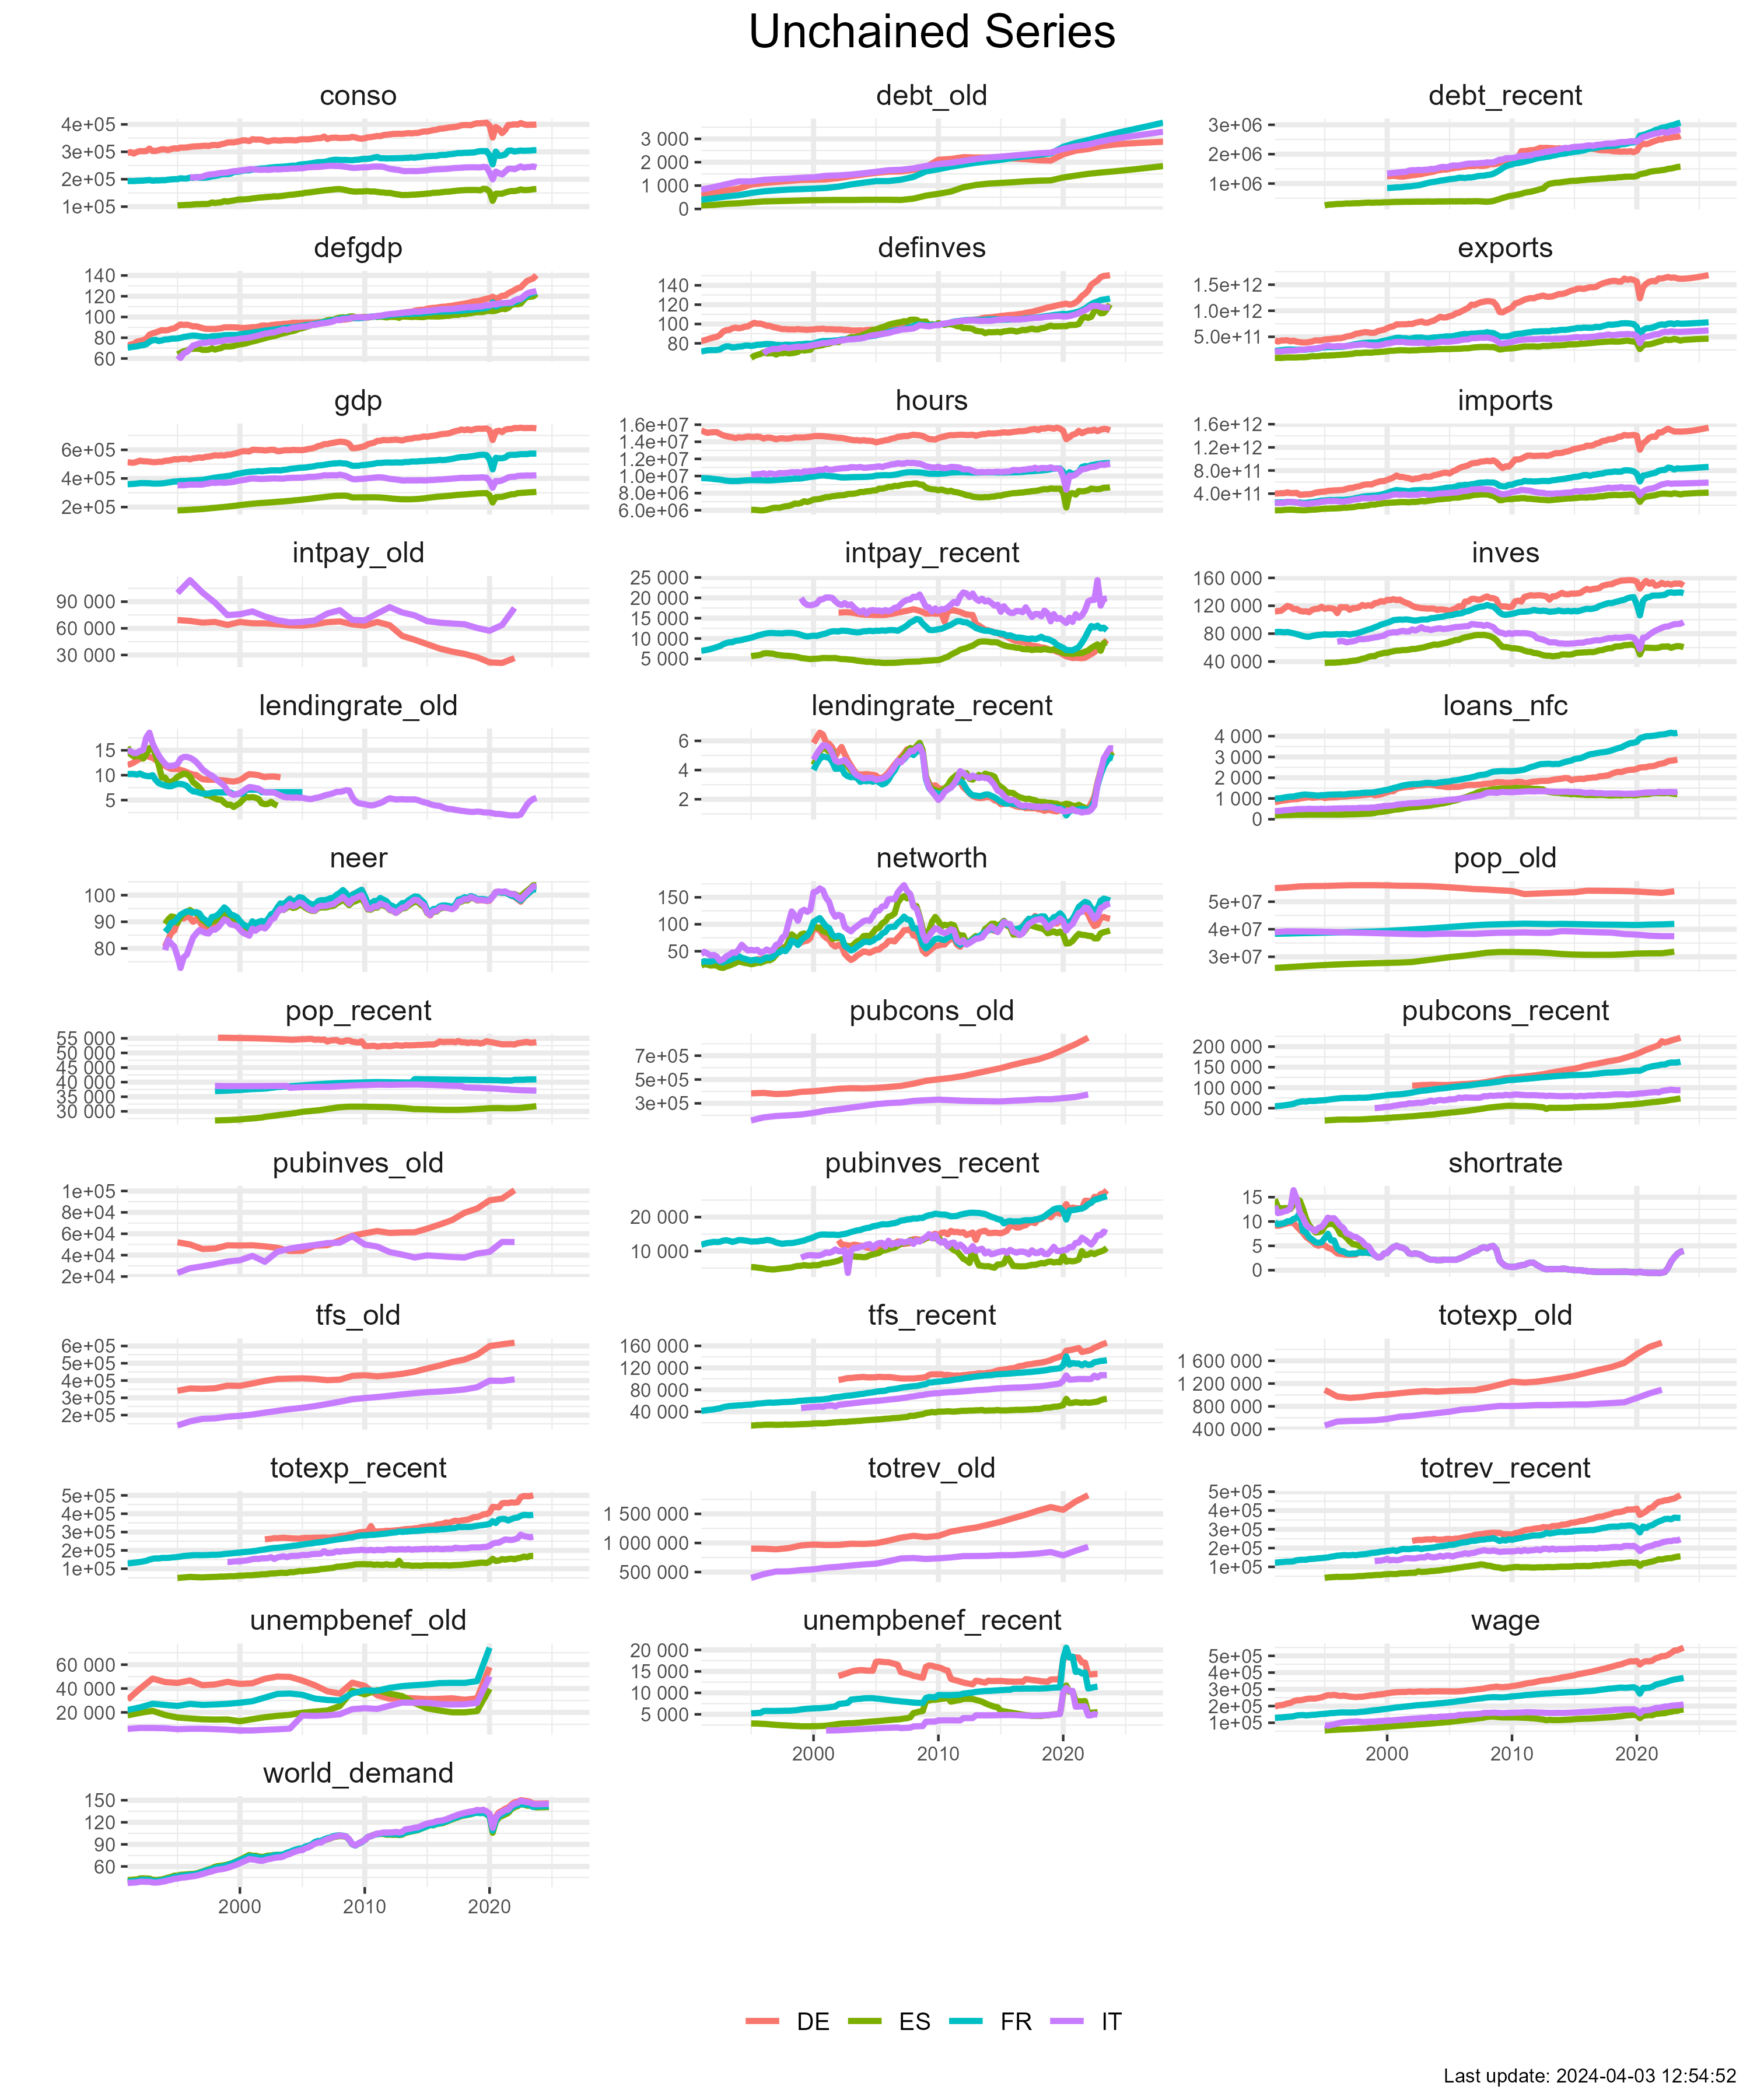 Unchained Series
conso
debt_old
debt_recent
4e+05
3e+05
2e+05
1e+05
3 000
2 000
1 000
0
3e+06
2e+06
1e+06
defgdp
definves
exports
140
120
100
80
60
140
120
100
80
1.5e+12
1.0e+12
5.0e+11
gdp
hours
imports
6e+05
4e+05
2e+05
1.6e+07
1.4e+07
1.2e+07
1.0e+07
8.0e+06
6.0e+06
1.6e+12
1.2e+12
8.0e+11
4.0e+11
intpay_old
intpay_recent
inves
90 000
60 000
30 000
25 000
20 000
15 000
10 000
5 000
160 000
120 000
80 000
40 000
lendingrate_old
lendingrate_recent
loans_nfc
15
10
5
6
4
2
4 000
3 000
2 000
1 000
0
neer
networth
pop_old
100
90
80
150
100
50
5e+07
4e+07
3e+07
pop_recent
pubcons_old
pubcons_recent
55 000
50 000
45 000
40 000
35 000
30 000
7e+05
5e+05
3e+05
200 000
150 000
100 000
50 000
pubinves_old
pubinves_recent
shortrate
1e+05
8e+04
6e+04
4e+04
2e+04
20 000
10 000
15
10
5
0
tfs_old
tfs_recent
totexp_old
6e+05
5e+05
4e+05
3e+05
2e+05
160 000
120 000
80 000
40 000
1 600 000
1 200 000
800 000
400 000
totexp_recent
totrev_old
totrev_recent
5e+05
4e+05
3e+05
2e+05
1e+05
1 500 000
1 000 000
500 000
5e+05
4e+05
3e+05
2e+05
1e+05
unempbenef_old
unempbenef_recent
wage
60 000
40 000
20 000
20 000
15 000
10 000
5 000
5e+05
4e+05
3e+05
2e+05
1e+05
2000 2010 2020
2000 2010 2020
world_demand
150
120
90
60
2000 2010 2020
DE ES FR IT
Last update: 2024-04-03 12:54:52